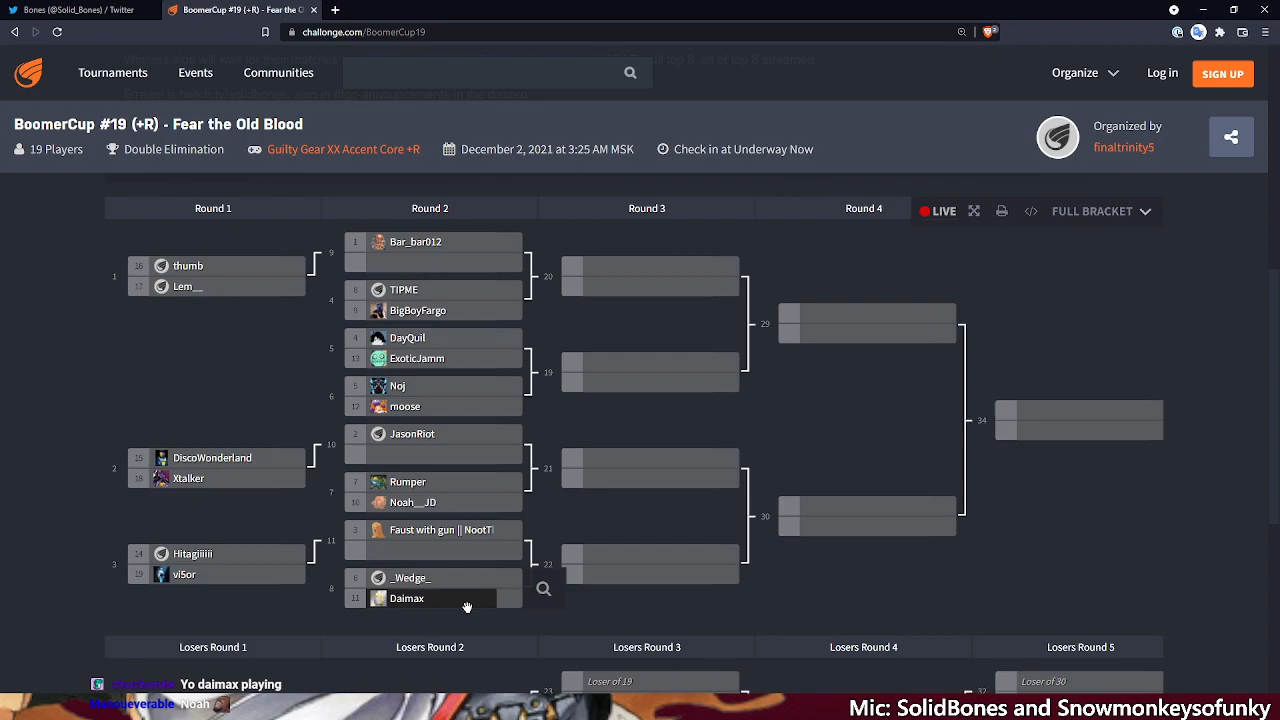 Bones (@Solid_Bones) / Twitter
BoomerCup #19 (+R) - Fear the O
challonge.com/BoomerCup19
Tournaments
Events
Communities
Organize
Log in
SIGN UP
BoomerCup #19 (+R) - Fear the Old Blood
19 Players
Double Elimination
Guilty Gear XX Accent Core +R
December 2, 2021 at 3:25 AM MSK
Check in at Underway Now
Organized by
finaltrinity5
Round 1
Round 2
Round 3
Round 4
LIVE
FULL BRACKET
1
16 thumb
17 Lem__
2
15 DiscoWonderland
18 Xtalker
3
14 Hitagiiiiii
19 vi5or
9
1 Bar_bar012
4
8 TIPME
9 BigBoyFargo
5
4 DayQuil
13 ExoticJamm
6
5 Noj
12 moose
10
2 JasonRiot
7
7 Rumper
10 Noah__JD
11
3 Faust with gun || NootT
8
6 _Wedge_
11 Daimax
20
19
21
22
29
30
34
Losers Round 1
Losers Round 2
Losers Round 3
Losers Round 4
Losers Round 5
23
Loser of 19
32
Loser of 30
Yo daimax playing
Manoueverable Noah
Mic: SolidBones and Snowmonkeysofunky